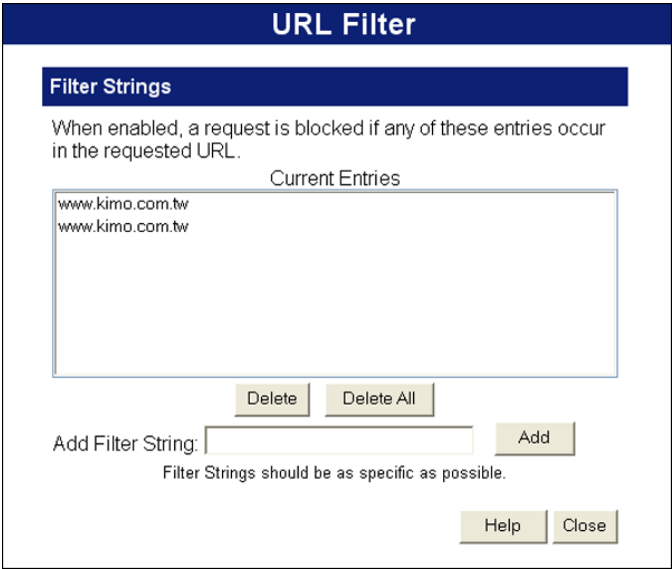 URL Filter
Filter Strings
When enabled, a request is blocked if any of these entries occur
in the requested URL.
Current Entries
www.kimo.com.tw
www.kimo.com.tw
Delete Delete All
Add Filter String: Add
Filter Strings should be as specific as possible.
Help Close